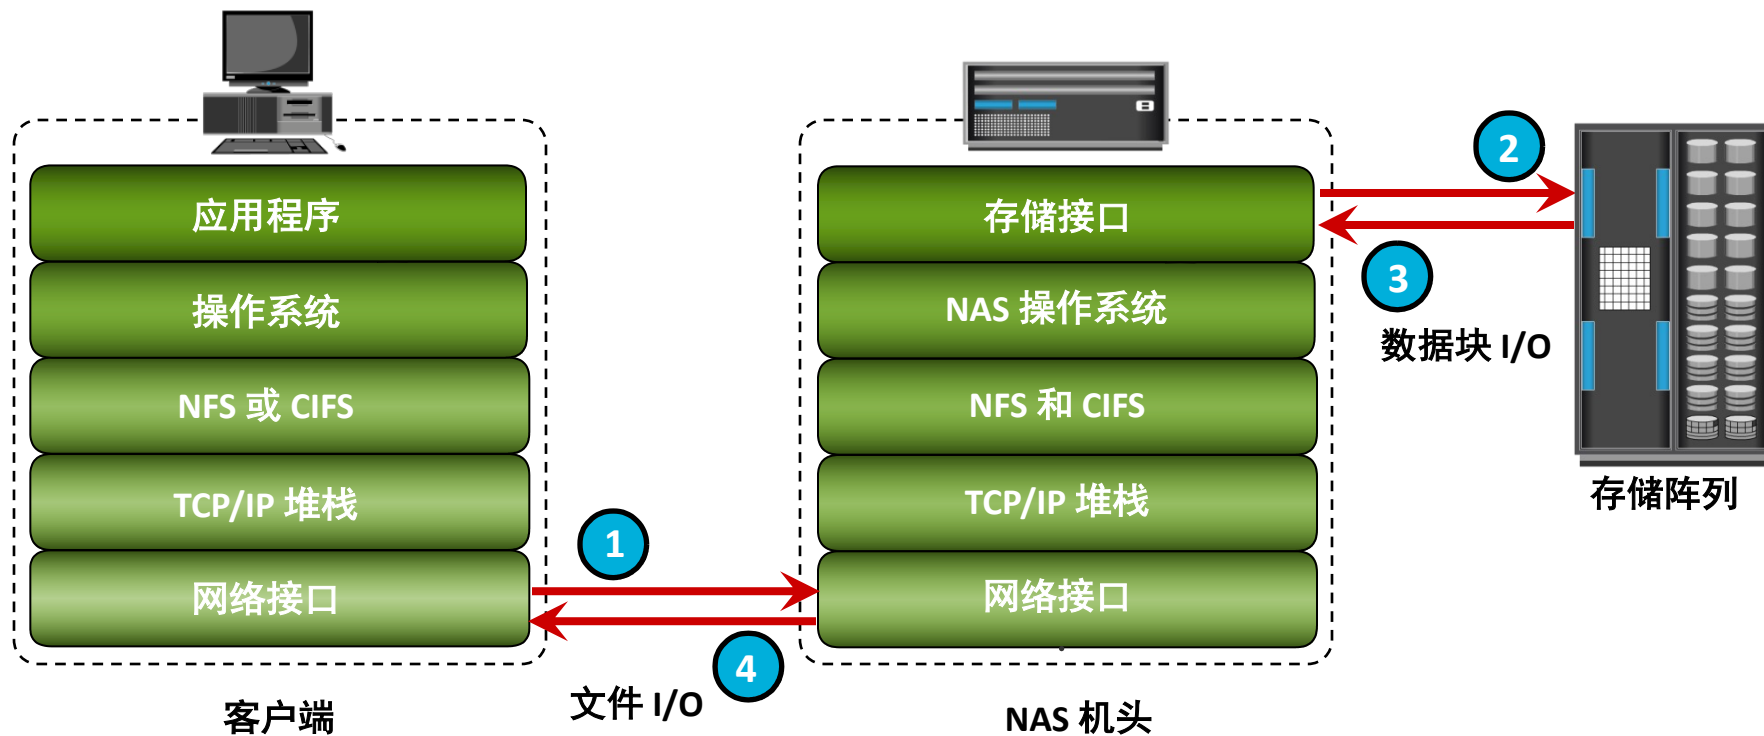 应用程序
操作系统
NFS 或 CIFS
TCP/IP 堆栈
网络接口
客户端
1
4
文件 I/O
存储接口
NAS 操作系统
NFS 和 CIFS
TCP/IP 堆栈
网络接口
NAS 机头
2
3
数据块 I/O
存储阵列